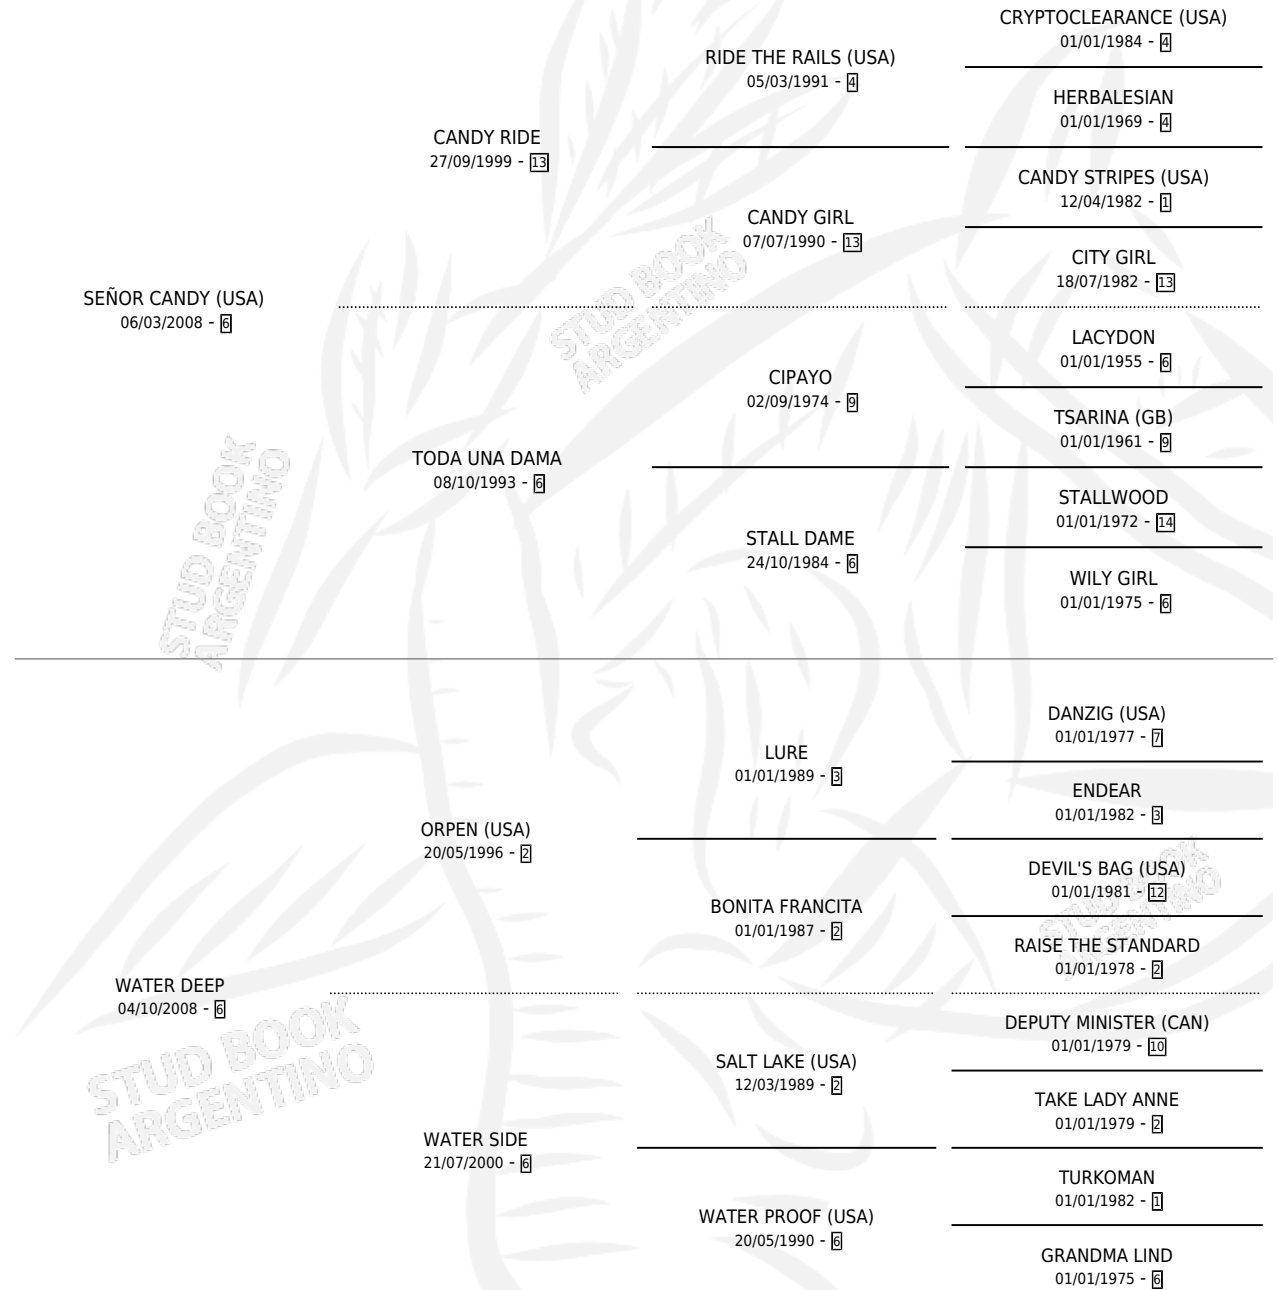 CRYPTOCLEARANCE (USA)
01/01/1984 - 4
RIDE THE RAILS (USA)
05/03/1991 - 4
HERBALESIAN
01/01/1969 - 4
CANDY RIDE
27/09/1999 - 13
CANDY STRIPES (USA)
12/04/1982 - 1
CANDY GIRL
07/07/1990 - 13
CITY GIRL
18/07/1982 - 13
SEÑOR CANDY (USA)
06/03/2008 - 6
LACYDON
01/01/1955 - 6
CIPAYO
02/09/1974 - 9
TSARINA (GB)
01/01/1961 - 9
TODA UNA DAMA
08/10/1993 - 6
STALLWOOD
01/01/1972 - 14
STALL DAME
24/10/1984 - 6
WILY GIRL
01/01/1975 - 6
STUD BOOK
ARGENTINO
STUD BOOK
ARGENTINO
DANZIG (USA)
01/01/1977 - 7
LURE
01/01/1989 - 3
ENDEAR
01/01/1982 - 3
ORPEN (USA)
20/05/1996 - 2
DEVIL'S BAG (USA)
01/01/1981 - 12
BONITA FRANCITA
01/01/1987 - 2
RAISE THE STANDARD
01/01/1978 - 2
STUD BOOK
ARGENTINO
WATER DEEP
04/10/2008 - 6
DEPUTY MINISTER (CAN)
01/01/1979 - 10
SALT LAKE (USA)
12/03/1989 - 2
TAKE LADY ANNE
01/01/1979 - 2
WATER SIDE
21/07/2000 - 6
TURKOMAN
01/01/1982 - 1
WATER PROOF (USA)
20/05/1990 - 6
GRANDMA LIND
01/01/1975 - 6
STUD BOOK
ARGENTINO